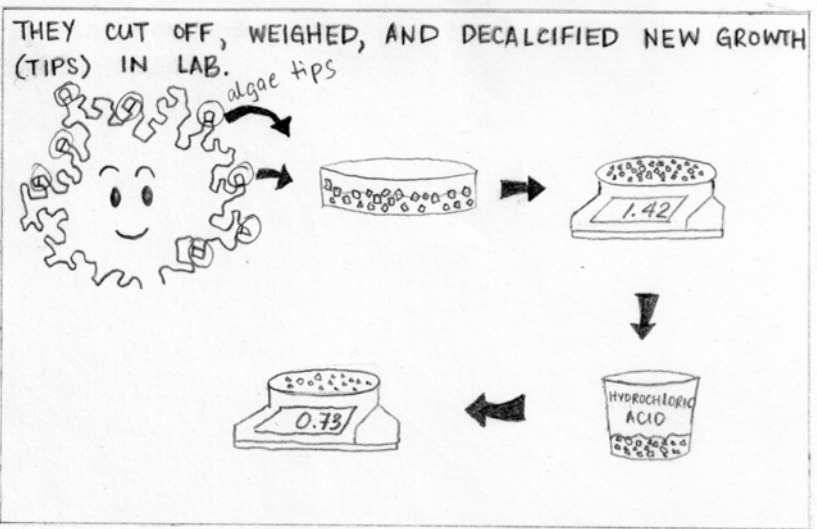 THEY CUT OFF, WEIGHED, AND DECALCIFIED NEW GROWTH
(TIPS) IN LAB.
algae tips
1.42
HYDROCHLORIC
ACID
0.73